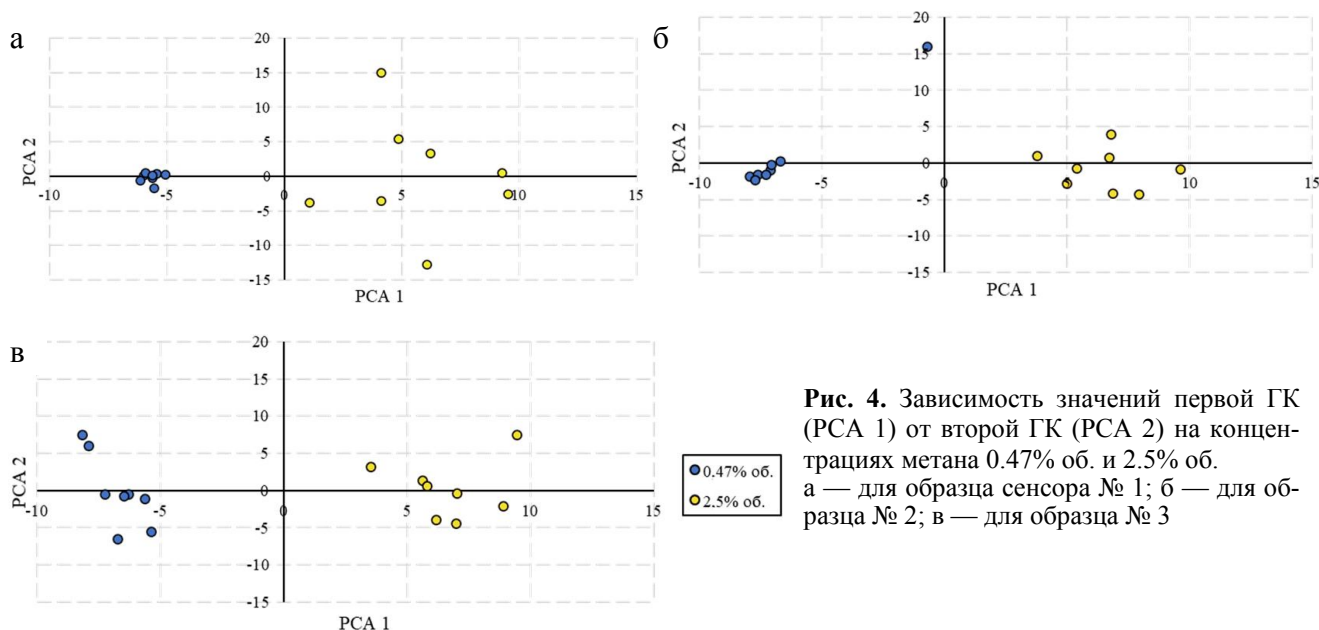 а
20
15
10
5
0
-5
-10
-15
-10
-5
0
5
10
15
PCA 2
PCA 1
б
20
15
10
5
0
-5
-10
-15
-10
-5
0
5
10
15
PCA 2
PCA 1
в
20
15
10
5
0
-5
-10
-15
-10
-5
0
5
10
15
PCA 2
PCA 1
0.47% об.
2.5% об.
Рис. 4. Зависимость значений первой ГК
(PCA 1) от второй ГК (PCA 2) на концен-
трациях метана 0.47% об. и 2.5% об.
а — для образца сенсора № 1; б — для об-
разца № 2; в — для образца № 3